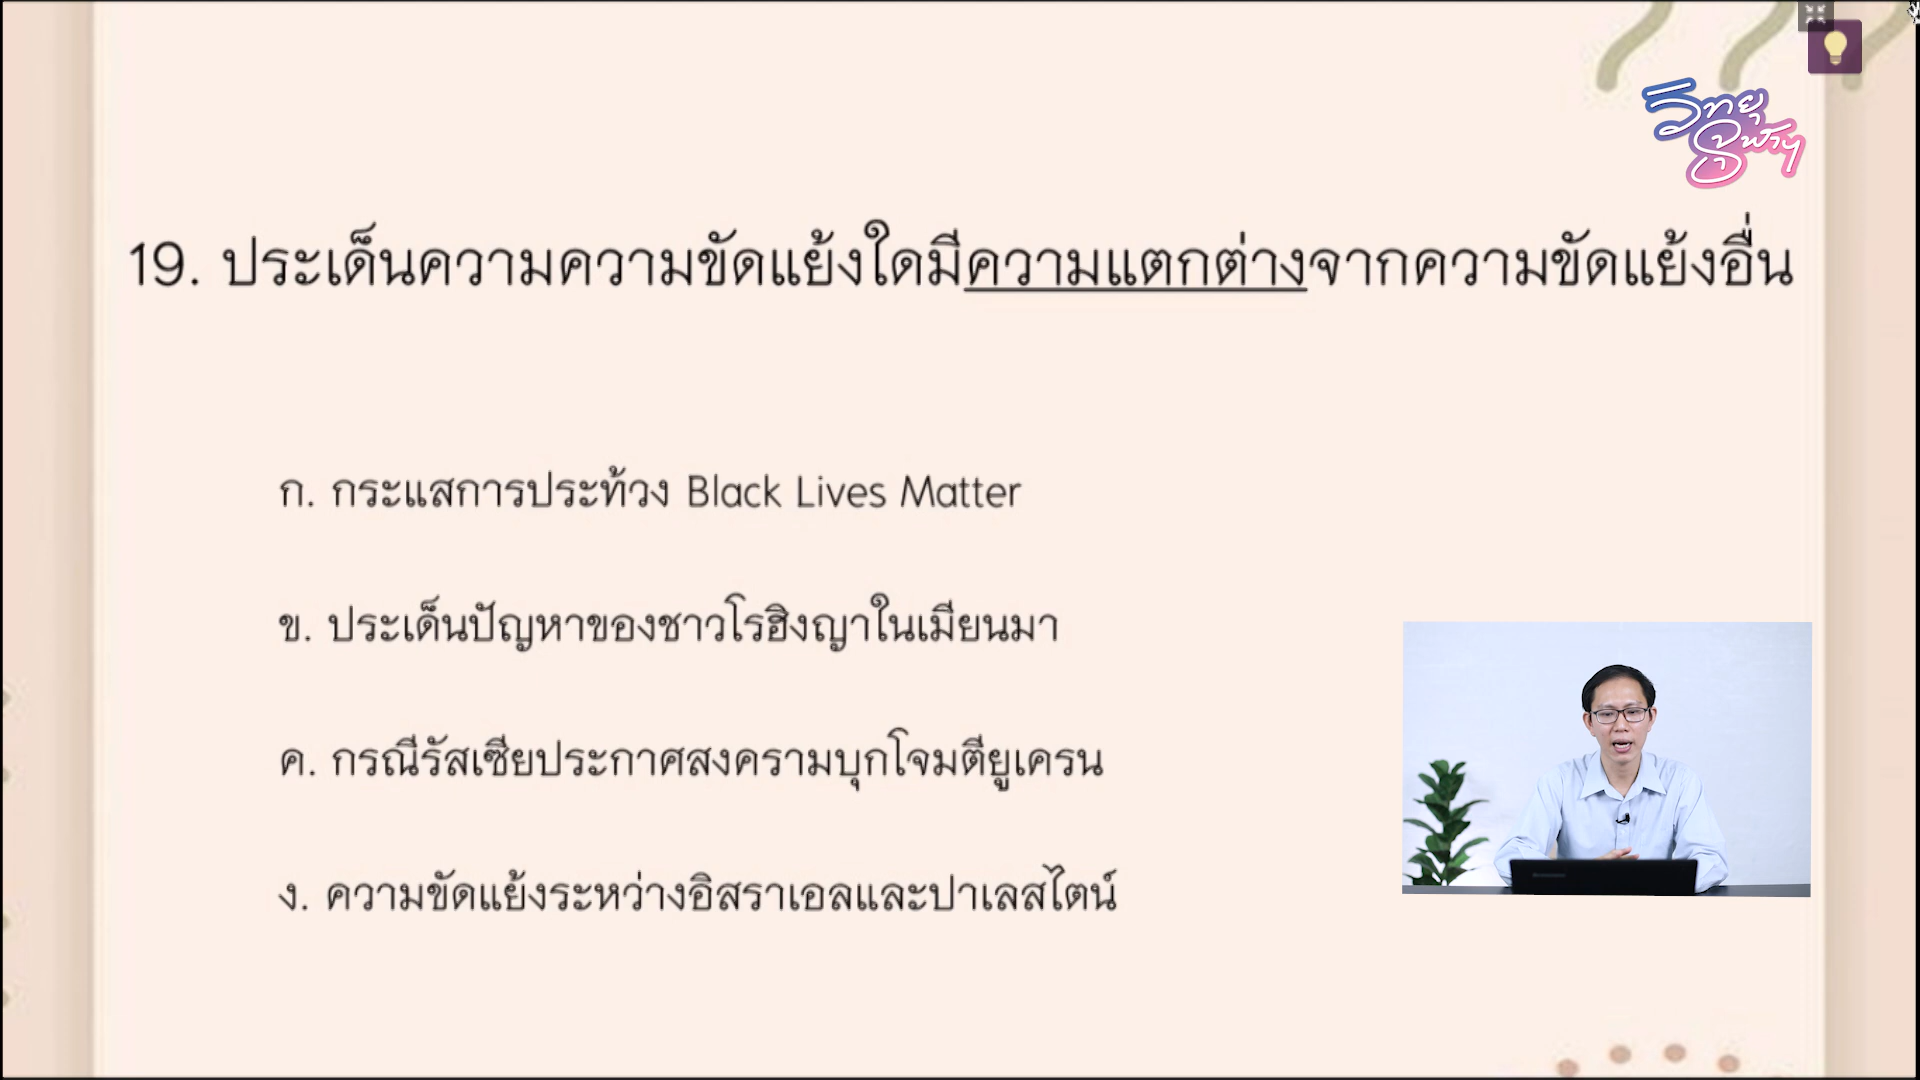 วิทยุ
จุฬาฯ
19. ประเด็นความความขัดแย้งใดมีความแตกต่างจากความขัดแย้งอื่น
ก. กระแสการประท้วง Black Lives Matter
ข. ประเด็นปัญหาของชาวโรฮิงญาในเมียนมา
ค. กรณีรัสเซียประกาศสงครามบุกโจมตียูเครน
ง. ความขัดแย้งระหว่างอิสราเอลและปาเลสไตน์